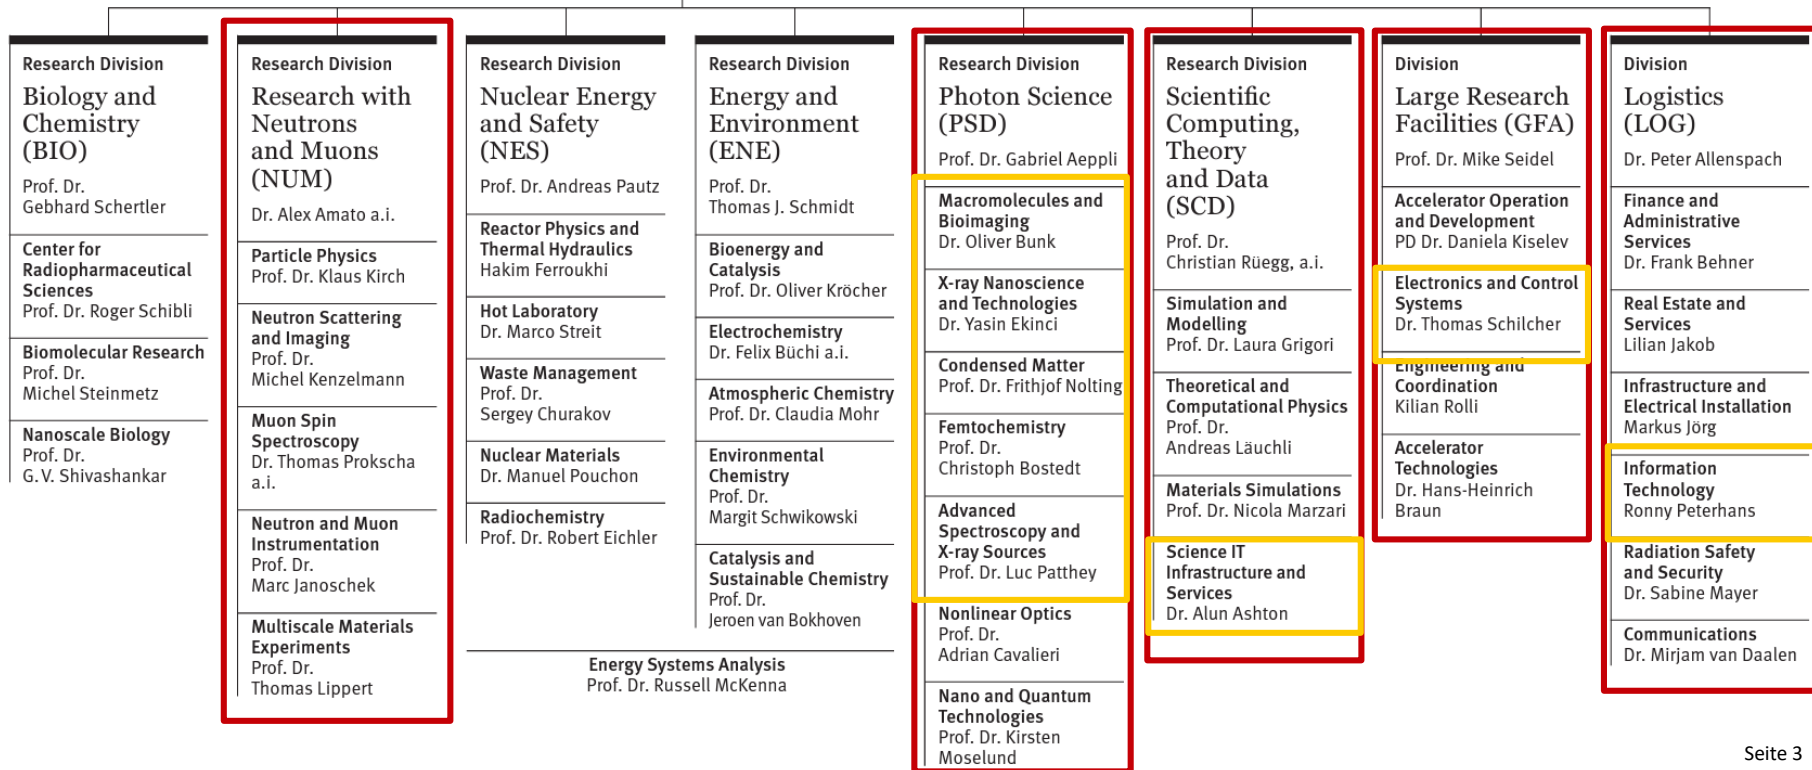 Research Division
Biology and
Chemistry
(BIO)
Prof. Dr.
Gebhard Schertler
Center for
Radiopharmaceutical
Sciences
Prof. Dr. Roger Schibli
Biomolecular Research
Prof. Dr.
Michel Steinmetz
Nanoscale Biology
Prof. Dr.
G. V. Shivashankar
Research Division
Research with
Neutrons
and Muons
(NUM)
Dr. Alex Amato a.i.
Particle Physics
Prof. Dr. Klaus Kirch
Neutron Scattering
and Imaging
Prof. Dr.
Michel Kenzelmann
Muon Spin
Spectroscopy
Dr. Thomas Prokscha
a.i.
Neutron and Muon
Instrumentation
Prof. Dr.
Marc Janoschek
Multiscale Materials
Experiments
Prof. Dr.
Thomas Lippert
Research Division
Nuclear Energy
and Safety
(NES)
Prof. Dr. Andreas Pautz
Reactor Physics and
Thermal Hydraulics
Hakim Ferroukhi
Hot Laboratory
Dr. Marco Streit
Waste Management
Prof. Dr.
Sergey Churakov
Nuclear Materials
Dr. Manuel Pouchon
Radiochemistry
Prof. Dr. Robert Eichler
Research Division
Energy and
Environment
(ENE)
Prof. Dr.
Thomas J. Schmidt
Bioenergy and
Catalysis
Prof. Dr. Oliver Kröcher
Electrochemistry
Dr. Felix Büchi a.i.
Atmospheric Chemistry
Prof. Dr. Claudia Mohr
Environmental
Chemistry
Prof. Dr.
Margit Schwikowski
Catalysis and
Sustainable Chemistry
Prof. Dr.
Jeroen van Bokhoven
Energy Systems Analysis
Prof. Dr. Russell McKenna
Research Division
Photon Science
(PSD)
Prof. Dr. Gabriel Aeppli
Macromolecules and
Bioimaging
Dr. Oliver Bunk
X-ray Nanoscience
and Technologies
Dr. Yasin Ekinci
Condensed Matter
Prof. Dr. Frithjof Nolting
Femtochemistry
Prof. Dr.
Christoph Bostedt
Advanced
Spectroscopy and
X-ray Sources
Prof. Dr. Luc Patthey
Nonlinear Optics
Prof. Dr.
Adrian Cavalieri
Nano and Quantum
Technologies
Prof. Dr. Kirsten
Moselund
Research Division
Scientific
Computing,
Theory
and Data
(SCD)
Prof. Dr.
Christian Rüegg, a.i.
Simulation and
Modelling
Prof. Dr. Laura Grigori
Theoretical and
Computational Physics
Prof. Dr.
Andreas Läuchli
Materials Simulations
Prof. Dr. Nicola Marzari
Science IT
Infrastructure and
Services
Dr. Alun Ashton
Division
Large Research
Facilities (GFA)
Prof. Dr. Mike Seidel
Accelerator Operation
and Development
PD Dr. Daniela Kiselev
Electronics and Control
Systems
Dr. Thomas Schilcher
Engineering and
Coordination
Kilian Rolli
Accelerator
Technologies
Dr. Hans-Heinrich
Braun
Division
Logistics
(LOG)
Dr. Peter Allenspach
Finance and
Administrative
Services
Dr. Frank Behner
Real Estate and
Services
Lilian Jakob
Infrastructure and
Electrical Installation
Markus Jörg
Information
Technology
Ronny Peterhans
Radiation Safety
and Security
Dr. Sabine Mayer
Communications
Dr. Mirjam van Daalen
Seite 3